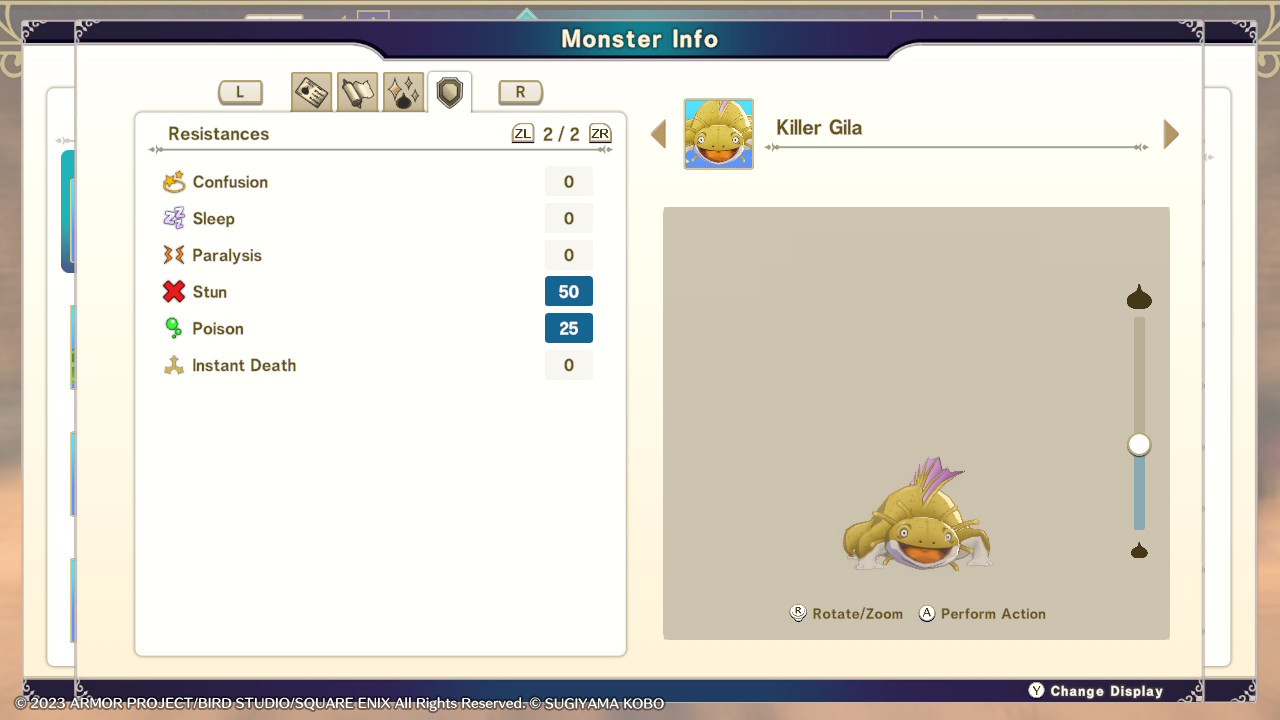 Monster Info
L
R
Resistances
ZL 2 / 2 ZR
Confusion 0
Sleep 0
Paralysis 0
Stun 50
Poison 25
Instant Death 0
Killer Gila
R Rotate/Zoom A Perform Action
Y Change Display
© 2023 ARMOR PROJECT/BIRD STUDIO/SQUARE ENIX All Rights Reserved. © SUGIYAMA KOBO